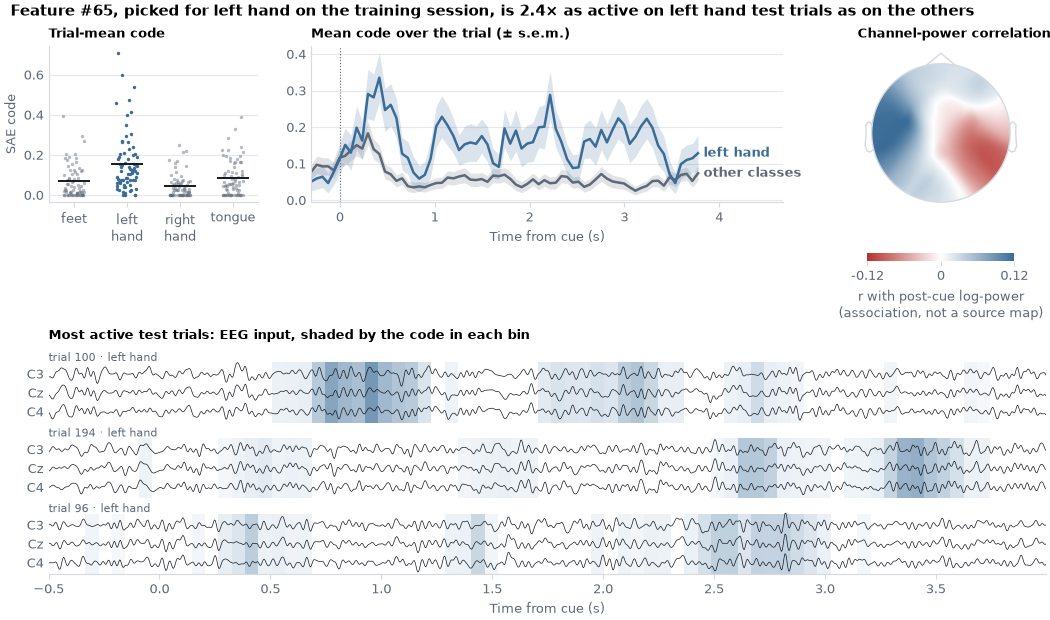 Feature #65, picked for left hand on the training session, is 2.4× as active on left hand test trials as on the others
Trial-mean code
SAE code
0.6
0.4
0.2
0.0
feet
left
hand
right
hand
tongue
Mean code over the trial (± s.e.m.)
0.4
0.3
0.2
0.1
0.0
left hand
other classes
0
1
2
3
4
Time from cue (s)
Channel-power correlation
-0.12
0
0.12
r with post-cue log-power
(association, not a source map)
Most active test trials: EEG input, shaded by the code in each bin
trial 100 · left hand
C3
Cz
C4
trial 194 · left hand
C3
Cz
C4
trial 96 · left hand
C3
Cz
C4
−0.5
0.0
0.5
1.0
1.5
2.0
2.5
3.0
3.5
Time from cue (s)